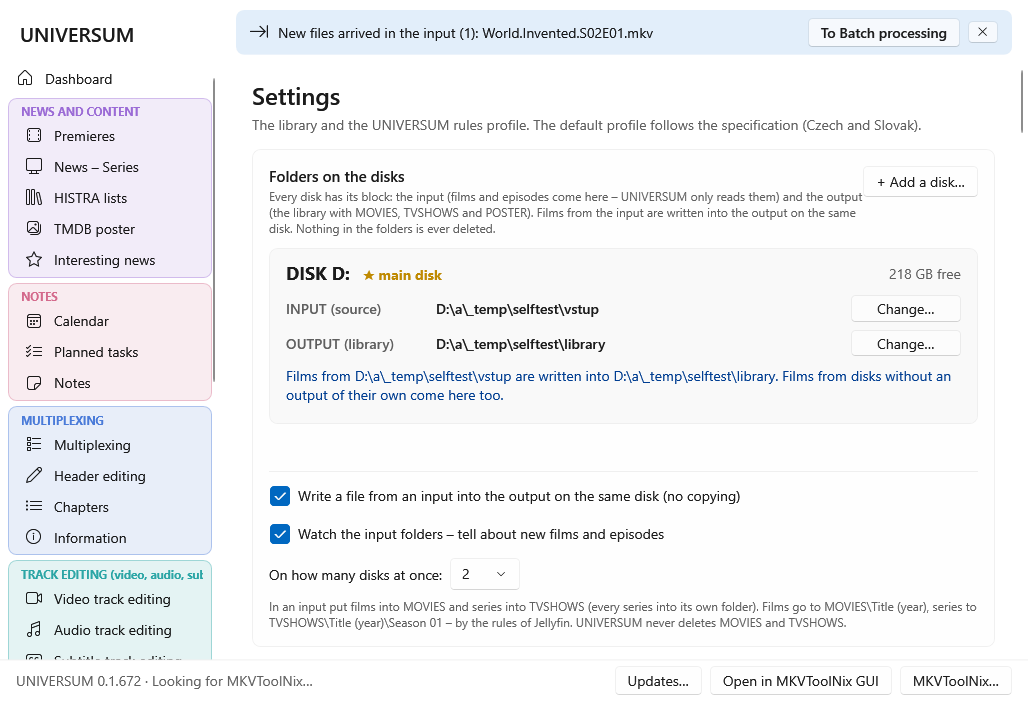 UNIVERSUM
New files arrived in the input (1): World.Invented.S02E01.mkv
To Batch processing
Dashboard
NEWS AND CONTENT
Premieres
News – Series
HISTRA lists
TMDB poster
Interesting news
NOTES
Calendar
Planned tasks
Notes
MULTIPLEXING
Multiplexing
Header editing
Chapters
Information
TRACK EDITING (video, audio, sub
Video track editing
Audio track editing
Subtitle track editing
Settings
The library and the UNIVERSUM rules profile. The default profile follows the specification (Czech and Slovak).
Folders on the disks
Every disk has its block: the input (films and episodes come here – UNIVERSUM only reads them) and the output
(the library with MOVIES, TVSHOWS and POSTER). Films from the input are written into the output on the same
disk. Nothing in the folders is ever deleted.
+ Add a disk...
DISK D:
★ main disk
218 GB free
INPUT (source)
D:\a\_temp\selftest\vstup
Change...
OUTPUT (library)
D:\a\_temp\selftest\library
Change...
Films from D:\a\_temp\selftest\vstup are written into D:\a\_temp\selftest\library. Films from disks without an
output of their own come here too.
Write a file from an input into the output on the same disk (no copying)
Watch the input folders – tell about new films and episodes
On how many disks at once:
2
In an input put films into MOVIES and series into TVSHOWS (every series into its own folder). Films go to MOVIES\Title (year), series to
TVSHOWS\Title (year)\Season 01 – by the rules of Jellyfin. UNIVERSUM never deletes MOVIES and TVSHOWS.
UNIVERSUM 0.1.672 · Looking for MKVToolNix...
Updates...
Open in MKVToolNix GUI
MKVToolNix...